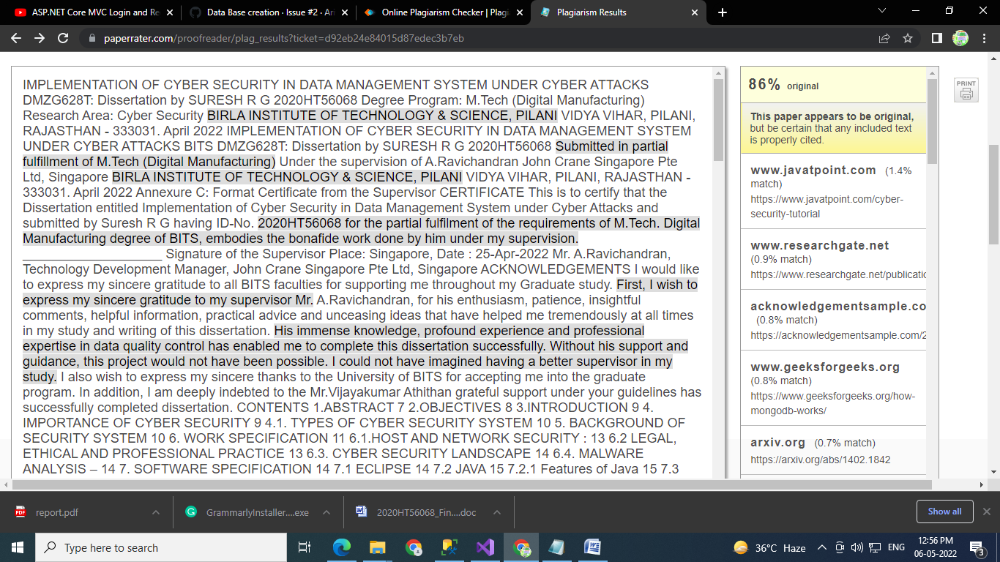 ASP.NET Core MVC Login and Re
Data Base creation · Issue #2 · Ari
Online Plagiarism Checker | Plagia
Plagiarism Results
paperrater.com/proofreader/plag_results?ticket=d92eb24e84015d87edec3b7eb
IMPLEMENTATION OF CYBER SECURITY IN DATA MANAGEMENT SYSTEM UNDER CYBER ATTACKS
DMZG628T: Dissertation by SURESH R G 2020HT56068 Degree Program: M.Tech (Digital Manufacturing)
Research Area: Cyber Security BIRLA INSTITUTE OF TECHNOLOGY & SCIENCE, PILANI VIDYA VIHAR, PILANI,
RAJASTHAN - 333031. April 2022 IMPLEMENTATION OF CYBER SECURITY IN DATA MANAGEMENT SYSTEM
UNDER CYBER ATTACKS BITS DMZG628T: Dissertation by SURESH R G 2020HT56068 Submitted in partial
fulfillment of M.Tech (Digital Manufacturing) Under the supervision of A.Ravichandran John Crane Singapore Pte
Ltd, Singapore BIRLA INSTITUTE OF TECHNOLOGY & SCIENCE, PILANI VIDYA VIHAR, PILANI, RAJASTHAN -
333031. April 2022 Annexure C: Format Certificate from the Supervisor CERTIFICATE This is to certify that the
Dissertation entitled Implementation of Cyber Security in Data Management System under Cyber Attacks and
submitted by Suresh R G having ID-No. 2020HT56068 for the partial fulfilment of the requirements of M.Tech. Digital
Manufacturing degree of BITS, embodies the bonafide work done by him under my supervision.
___________________ Signature of the Supervisor Place: Singapore, Date : 25-Apr-2022 Mr. A.Ravichandran,
Technology Development Manager, John Crane Singapore Pte Ltd, Singapore ACKNOWLEDGEMENTS I would like
to express my sincere gratitude to all BITS faculties for supporting me throughout my Graduate study. First, I wish to
express my sincere gratitude to my supervisor Mr. A.Ravichandran, for his enthusiasm, patience, insightful
comments, helpful information, practical advice and unceasing ideas that have helped me tremendously at all times
in my study and writing of this dissertation. His immense knowledge, profound experience and professional
expertise in data quality control has enabled me to complete this dissertation successfully. Without his support and
guidance, this project would not have been possible. I could not have imagined having a better supervisor in my
study. I also wish to express my sincere thanks to the University of BITS for accepting me into the graduate
program. In addition, I am deeply indebted to the Mr.Vijayakumar Athithan grateful support under your guidelines has
successfully completed dissertation. CONTENTS 1.ABSTRACT 7 2.OBJECTIVES 8 3.INTRODUCTION 9 4.
IMPORTANCE OF CYBER SECURITY 9 4.1. TYPES OF CYBER SECURITY SYSTEM 10 5. BACKGROUND OF
SECURITY SYSTEM 10 6. WORK SPECIFICATION 11 6.1.HOST AND NETWORK SECURITY : 13 6.2 LEGAL,
ETHICAL AND PROFESSIONAL PRACTICE 13 6.3. CYBER SECURITY LANDSCAPE 14 6.4. MALWARE
ANALYSIS – 14 7. SOFTWARE SPECIFICATION 14 7.1 ECLIPSE 14 7.2 JAVA 15 7.2.1 Features of Java 15 7.3
86% original
This paper appears to be original,
but be certain that any included text
is properly cited.
www.javatpoint.com (1.4%
match)
https://www.javatpoint.com/cyber-
security-tutorial
www.researchgate.net
(0.9% match)
https://www.researchgate.net/publicatio
acknowledgementsample.co
(0.8% match)
https://acknowledgementsample.com/2
www.geeksforgeeks.org
(0.8% match)
https://www.geeksforgeeks.org/how-
mongodb-works/
arxiv.org (0.7% match)
https://arxiv.org/abs/1402.1842
PRINT
report.pdf
GrammarlyInstaller....exe
2020HT56068_Fin....doc
Show all
Type here to search
36°C Haze
ENG
12:56 PM
06-05-2022
3